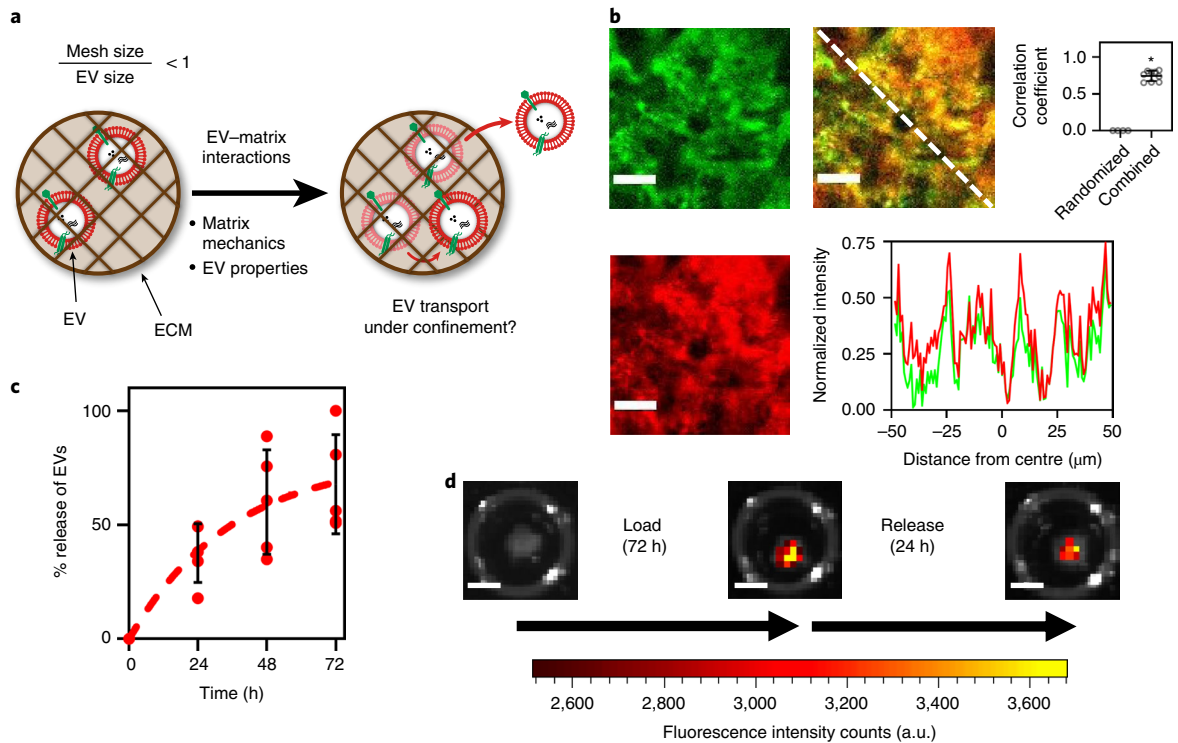 a
Mesh size
EV size
< 1
EV–matrix
interactions
• Matrix
mechanics
• EV properties
EV
ECM
EV transport
under confinement?
b
Correlation
coefficient
1.0
0.5
0.0
*
Randomized
Combined
Normalized intensity
0.75
0.50
0.25
0.00
–50
–25
0
25
50
Distance from centre (μm)
c
% release of EVs
100
50
0
0
24
48
72
Time (h)
d
Load
(72 h)
Release
(24 h)
2,600
2,800
3,000
3,200
3,400
3,600
Fluorescence intensity counts (a.u.)